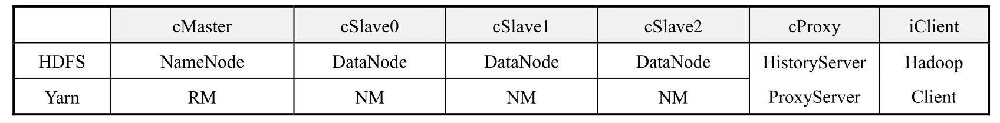 cMaster cSlave0 cSlave1 cSlave2 cProxy iClient
HDFS NameNode DataNode DataNode DataNode HistoryServer Hadoop
Yarn RM NM NM NM ProxyServer Client